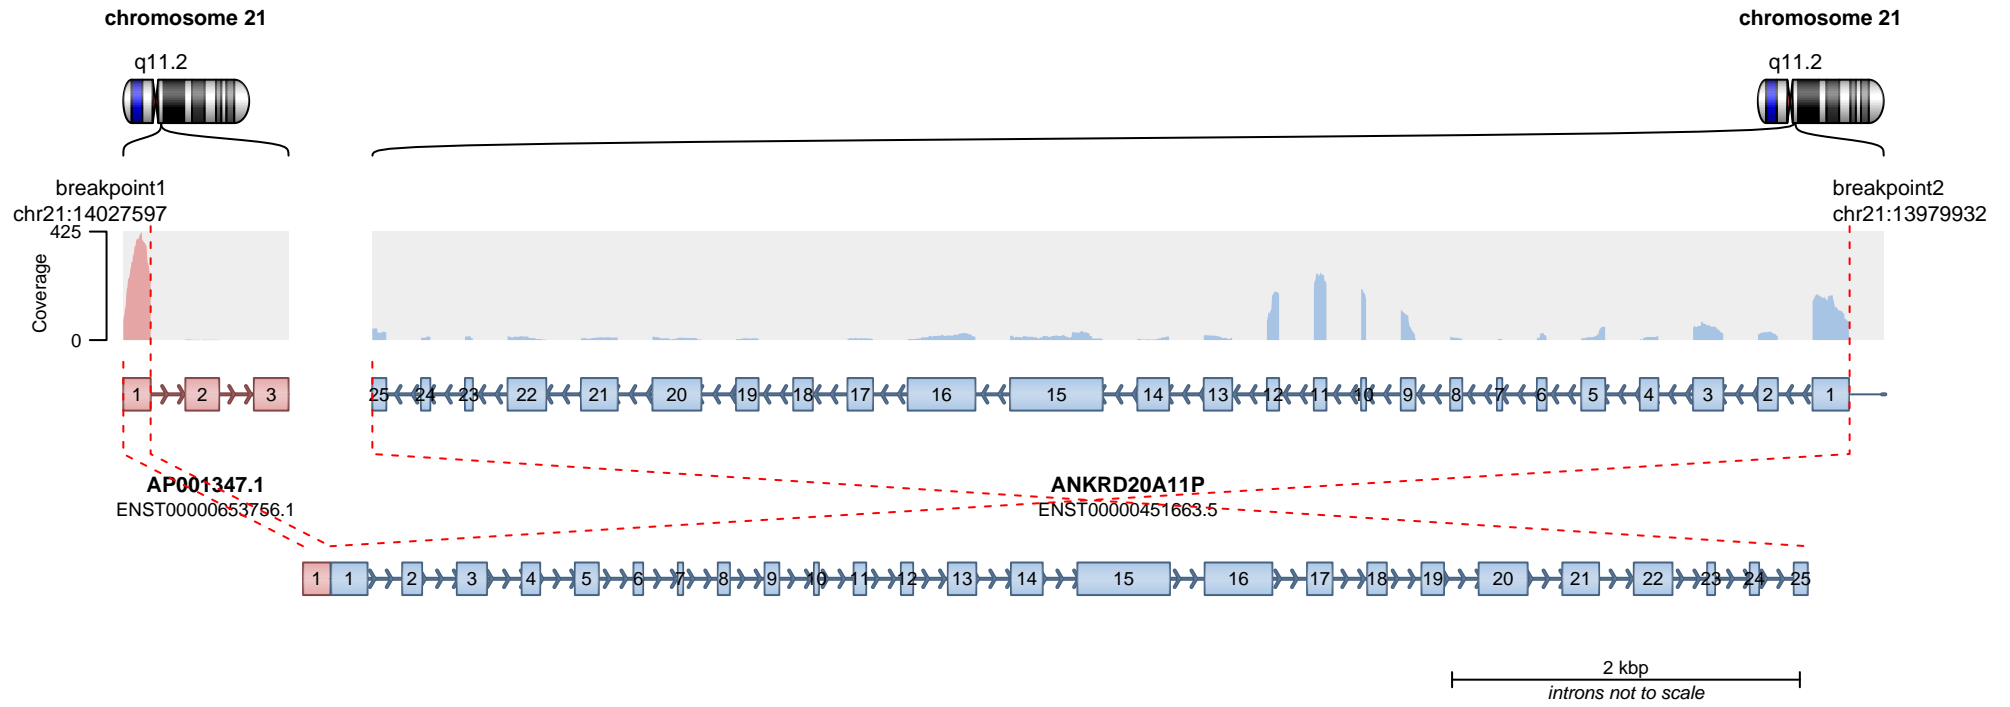 chromosome 21
chromosome 21
q11.2
q11.2
breakpoint1
chr21:14027597
breakpoint2
chr21:13979932
425
Coverage
0
1 2 3
25 24 23 22 21 20 19 18 17 16 15 14 13 12 11 10 9 8 7 6 5 4 3 2 1
AP001347.1
ENST00000653756.1
ANKRD20A11P
ENST00000451663.5
1 1 2 3 4 5 6 7 8 9 10 11 12 13 14 15 16 17 18 19 20 21 22 23 24 25
2 kbp
introns not to scale